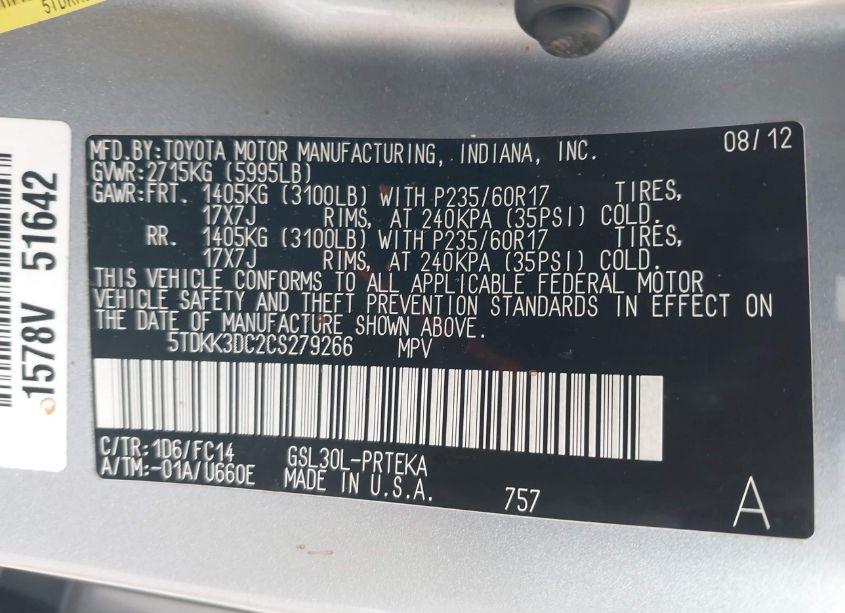 5TDKK
1578V 51642
MFD.BY:TOYOTA MOTOR MANUFACTURING, INDIANA, INC. 08/12
GVWR:2715KG (5995LB)
GAWR:FRT. 1405KG (3100LB) WITH P235/60R17 TIRES,
17X7J RIMS, AT 240KPA (35PSI) COLD.
RR. 1405KG (3100LB) WITH P235/60R17 TIRES,
17X7J RIMS, AT 240KPA (35PSI) COLD.
THIS VEHICLE CONFORMS TO ALL APPLICABLE FEDERAL MOTOR
VEHICLE SAFETY AND THEFT PREVENTION STANDARDS IN EFFECT ON
THE DATE OF MANUFACTURE SHOWN ABOVE.
5TDKK3DC2CS279266 MPV
C/TR:1D6/FC14 GSL30L-PRTEKA
A/TM:-01A/U660E MADE IN U.S.A. 757 A